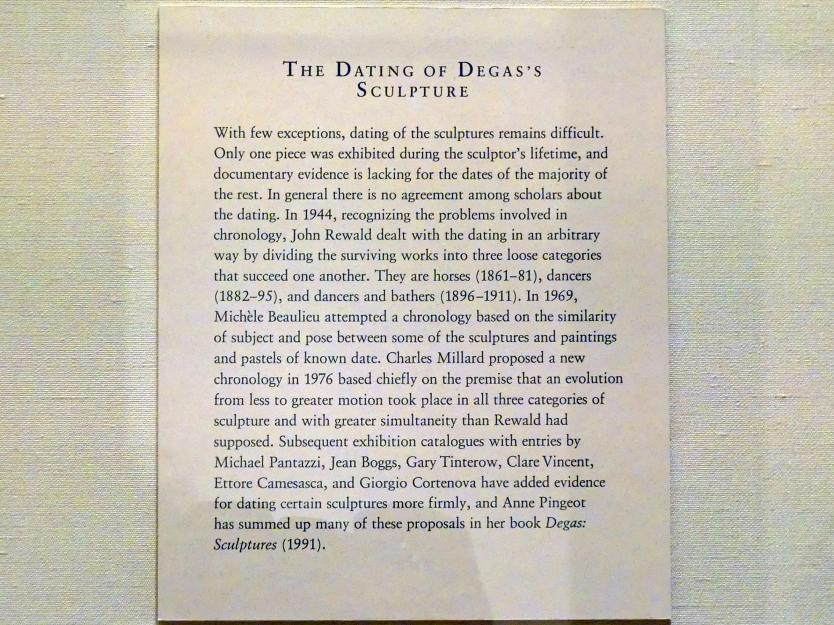 THE DATING OF DEGAS'S
SCULPTURE
With few exceptions, dating of the sculptures remains difficult.
Only one piece was exhibited during the sculptor's lifetime, and
documentary evidence is lacking for the dates of the majority of
the rest. In general there is no agreement among scholars about
the dating. In 1944, recognizing the problems involved in
chronology, John Rewald dealt with the dating in an arbitrary
way by dividing the surviving works into three loose categories
that succeed one another. They are horses (1861–81), dancers
(1882–95), and dancers and bathers (1896–1911). In 1969,
Michèle Beaulieu attempted a chronology based on the similarity
of subject and pose between some of the sculptures and paintings
and pastels of known date. Charles Millard proposed a new
chronology in 1976 based chiefly on the premise that an evolution
from less to greater motion took place in all three categories of
sculpture and with greater simultaneity than Rewald had
supposed. Subsequent exhibition catalogues with entries by
Michael Pantazzi, Jean Boggs, Gary Tinterow, Clare Vincent,
Ettore Camesasca, and Giorgio Cortenova have added evidence
for dating certain sculptures more firmly, and Anne Pingeot
has summed up many of these proposals in her book Degas:
Sculptures (1991).